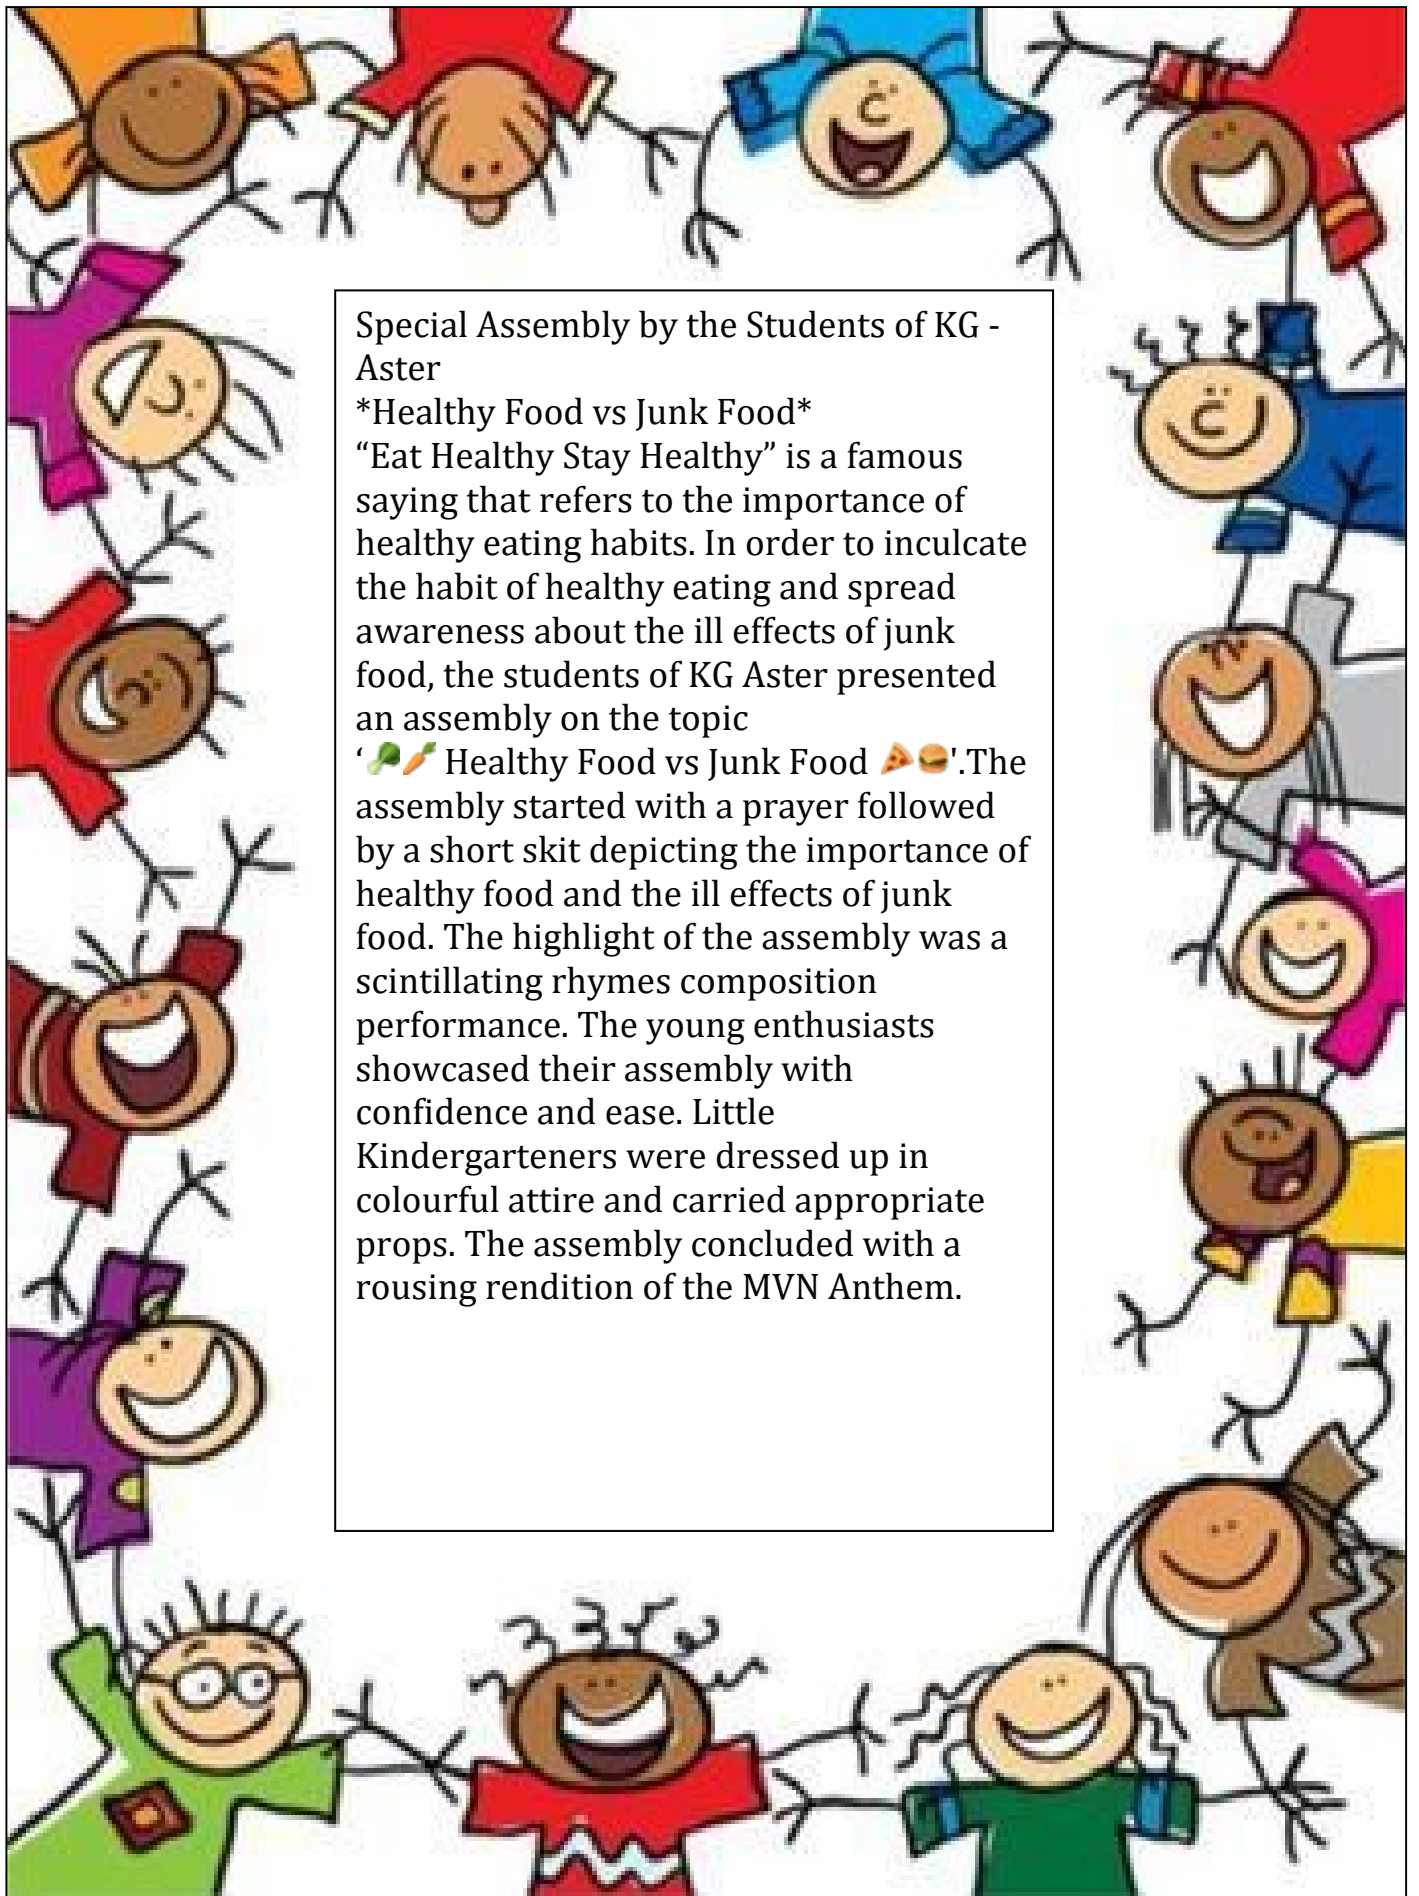 Special Assembly by the Students of KG -
Aster
*Healthy Food vs Junk Food*
“Eat Healthy Stay Healthy” is a famous
saying that refers to the importance of
healthy eating habits. In order to inculcate
the habit of healthy eating and spread
awareness about the ill effects of junk
food, the students of KG Aster presented
an assembly on the topic
‘🥬🥕 Healthy Food vs Junk Food 🍕🍔'.The
assembly started with a prayer followed
by a short skit depicting the importance of
healthy food and the ill effects of junk
food. The highlight of the assembly was a
scintillating rhymes composition
performance. The young enthusiasts
showcased their assembly with
confidence and ease. Little
Kindergarteners were dressed up in
colourful attire and carried appropriate
props. The assembly concluded with a
rousing rendition of the MVN Anthem.